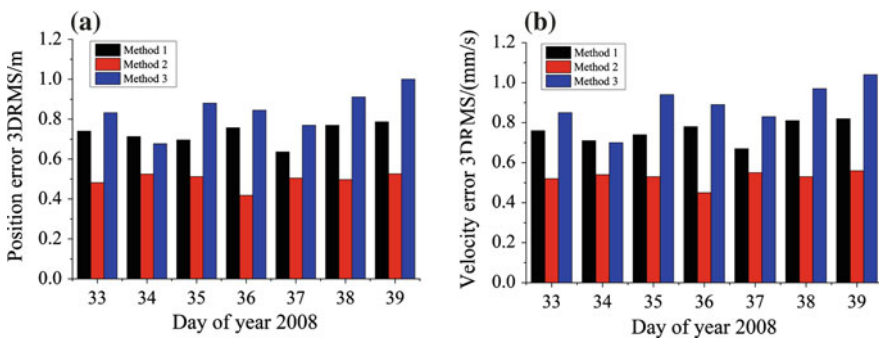 (a)
Position error 3DRMS/m
1.2
1.0
0.8
0.6
0.4
0.2
0.0
Method 1
Method 2
Method 3
33 34 35 36 37 38 39
Day of year 2008
(b)
Velocity error 3DRMS/(mm/s)
1.2
1.0
0.8
0.6
0.4
0.2
0.0
Method 1
Method 2
Method 3
33 34 35 36 37 38 39
Day of year 2008